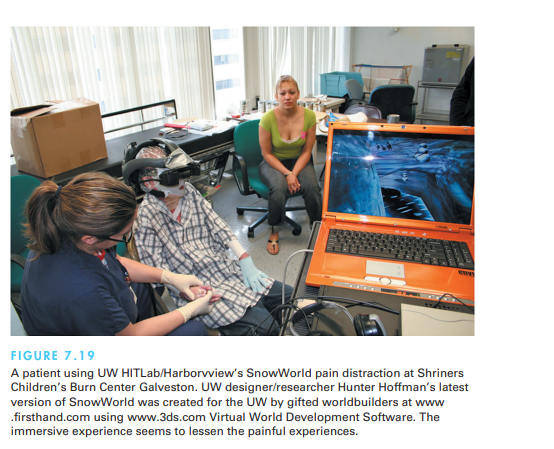 FIGURE 7.19
A patient using UW HITLab/Harborvview's SnowWorld pain distraction at Shriners
Children's Burn Center Galveston. UW designer/researcher Hunter Hoffman's latest
version of SnowWorld was created for the UW by gifted worldbuilders at www
.firsthand.com using www.3ds.com Virtual World Development Software. The
immersive experience seems to lessen the painful experiences.